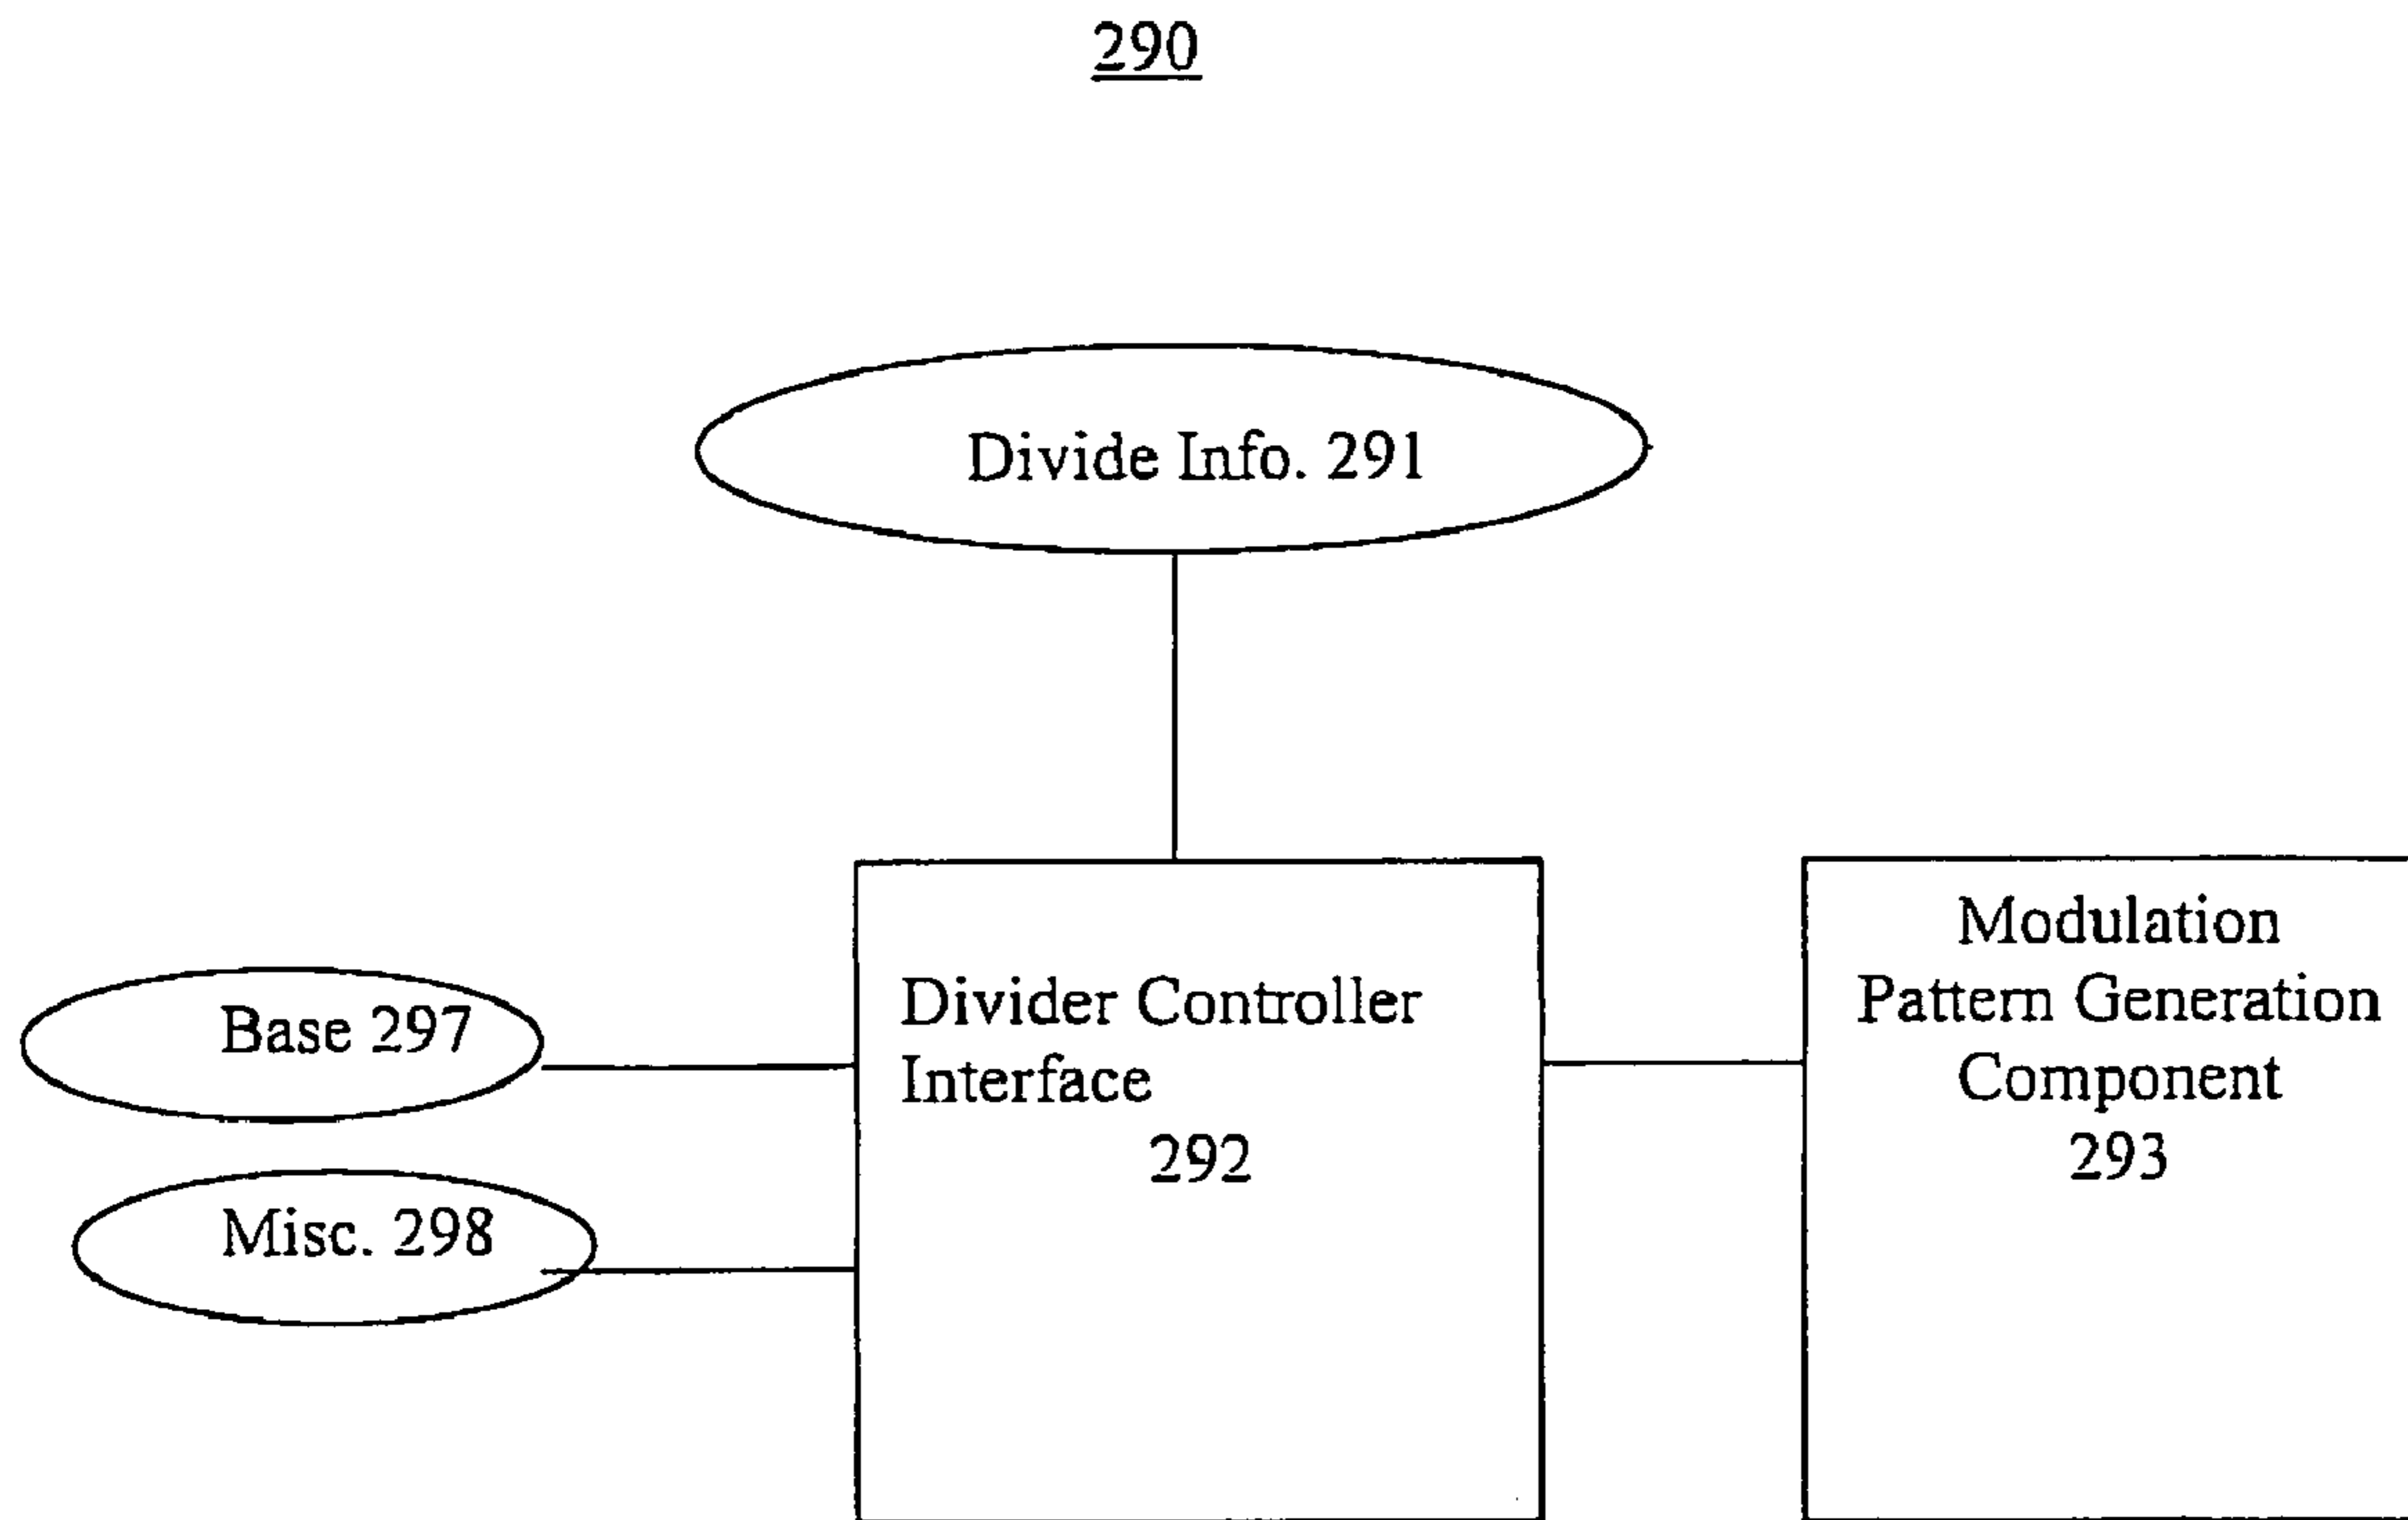 290
Divide Info. 291
Base 297
Misc. 298
Divider Controller
Interface
292
Modulation
Pattern Generation
Component
293